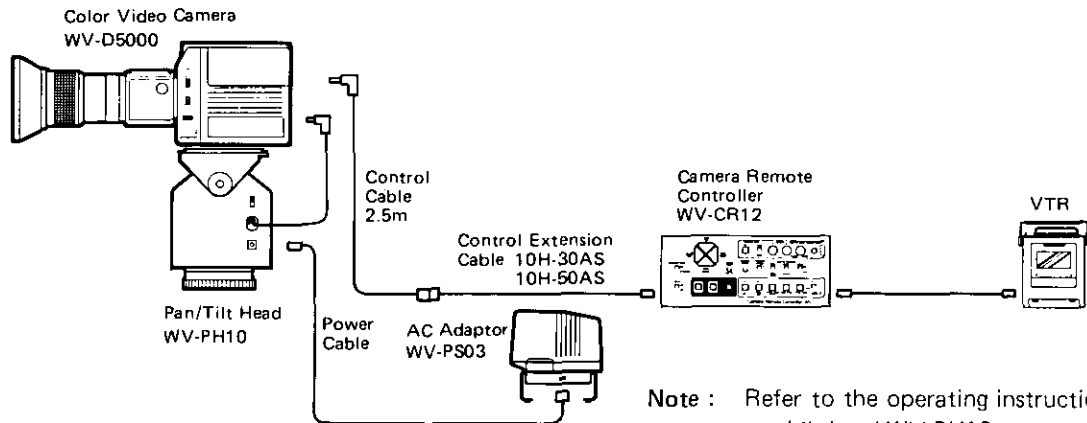 Color Video Camera
WV-D5000
Control
Cable
2.5m
Camera Remote
Controller
WV-CR12
VTR
Control Extension
Cable 10H-30AS
10H-50AS
Pan/Tilt Head
WV-PH10
Power
Cable
AC Adaptor
WV-PS03
Note : Refer to the operating